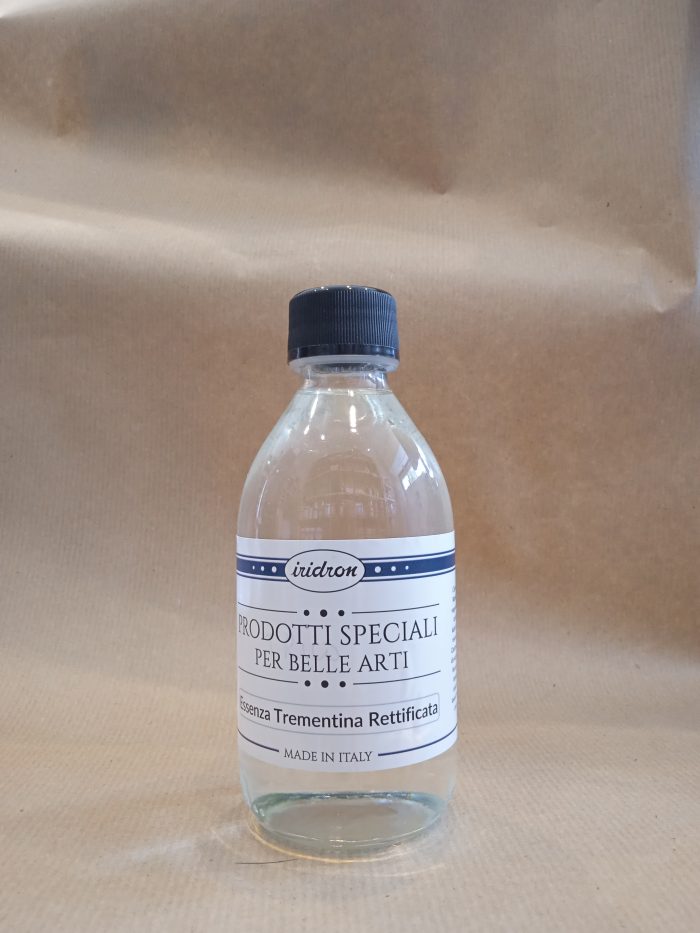 iridron
PRODOTTI SPECIALI
PER BELLE ARTI
Essenza Trementina Rettificata
MADE IN ITALY